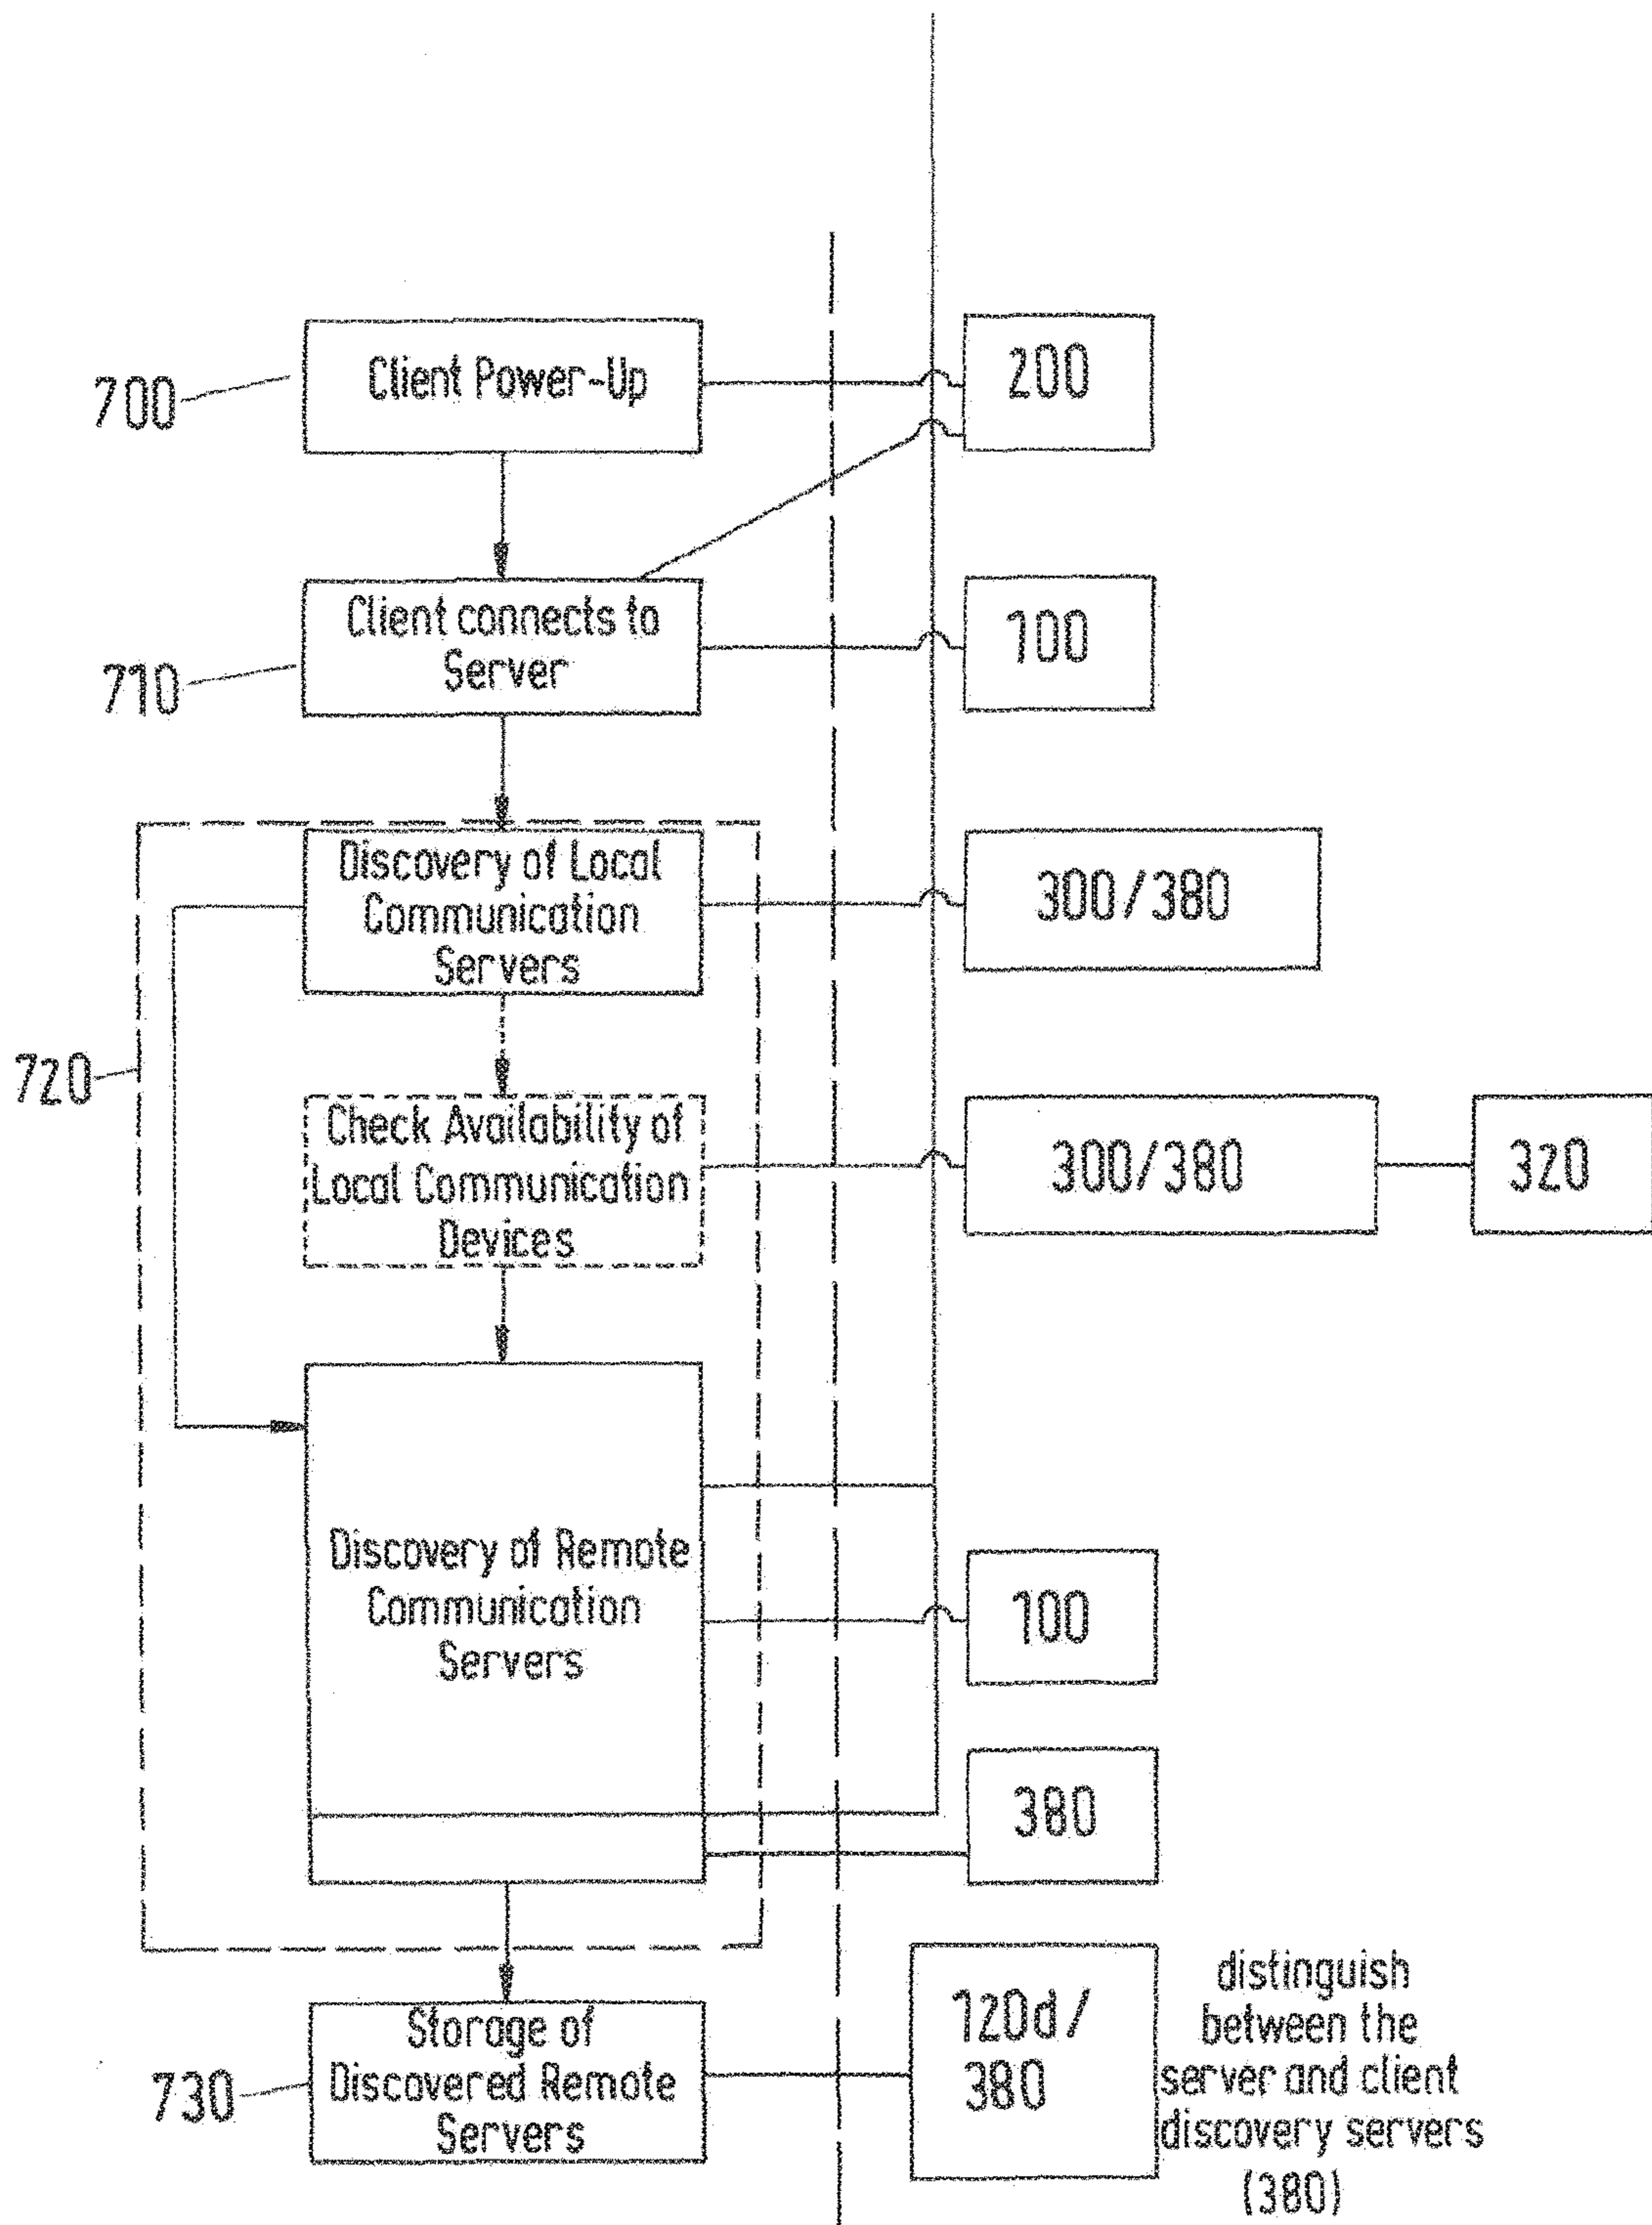 700
Client Power-Up
200
710
Client connects to
Server
100
Discovery of Local
Communication
Servers
300/380
720
Check Availability of
Local Communication
Devices
300/380
320
Discovery of Remote
Communication
Servers
100
380
730
Storage of
Discovered Remote
Servers
120d/
380
distinguish
between the
server and client
discovery servers
(380)